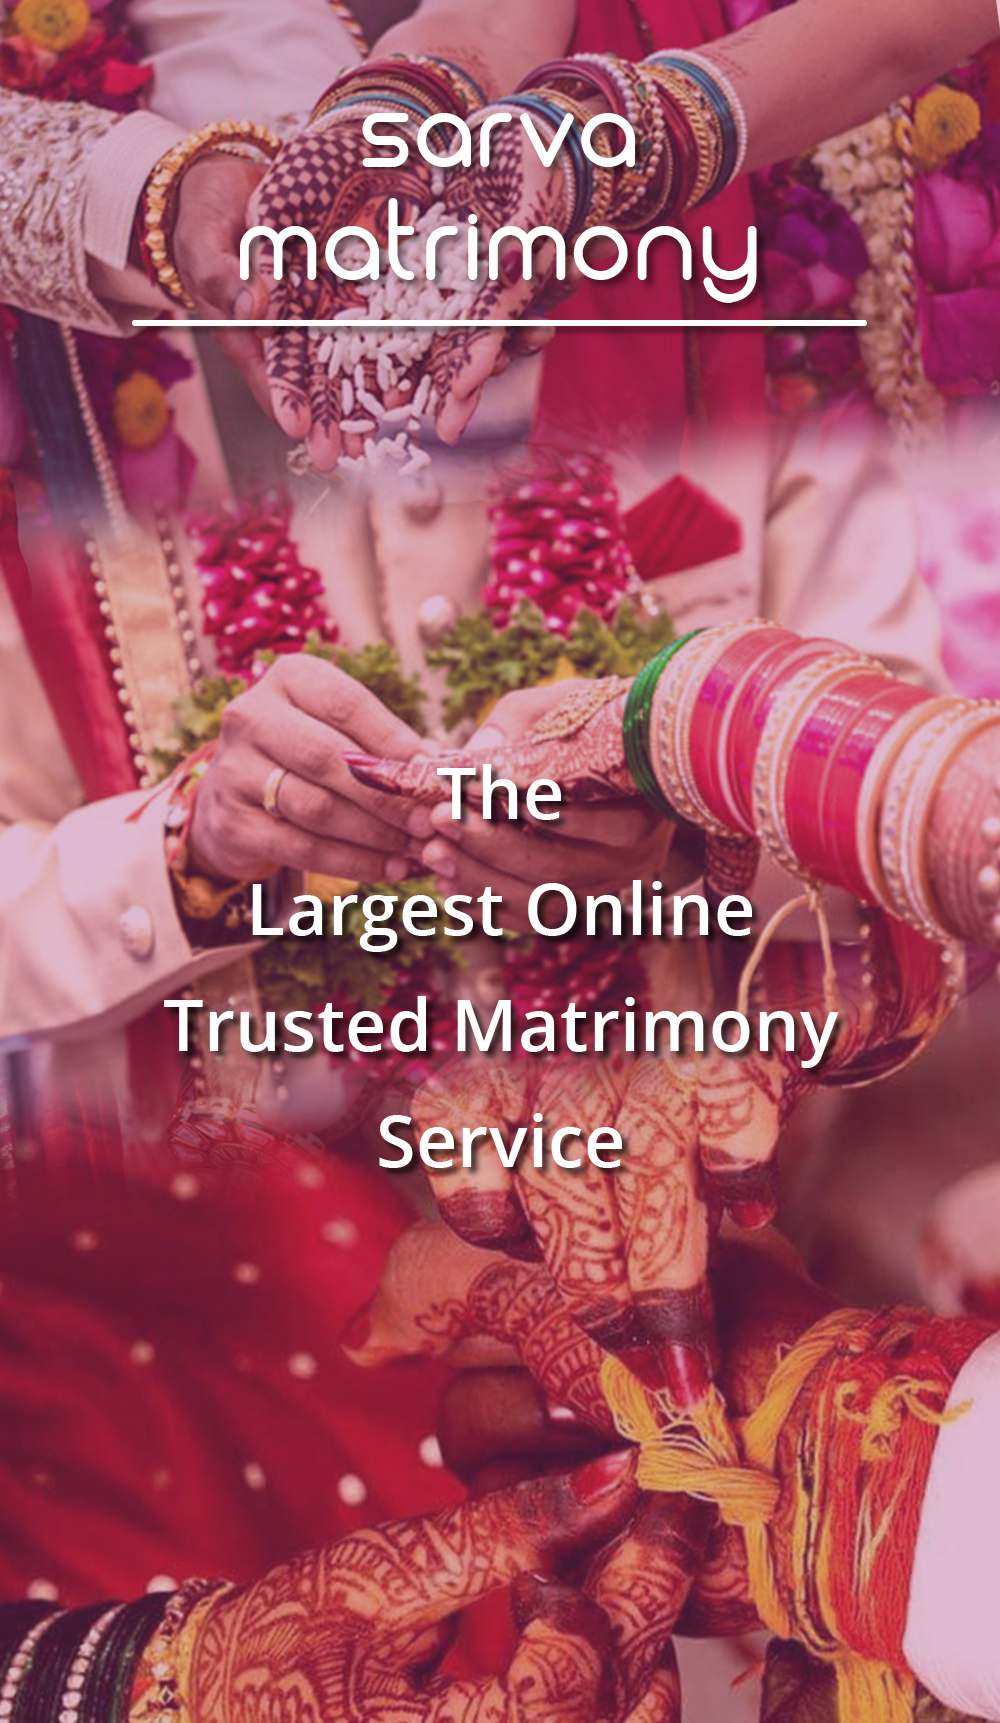 sarva
matrimony
The
Largest Online
Trusted Matrimony
Service